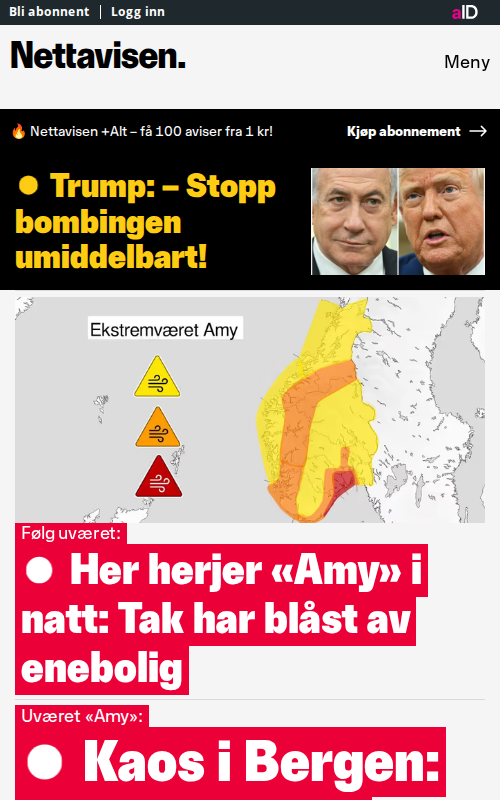 Bli abonnent
Logg inn
aID
Nettavisen.
Meny
Nettavisen +Alt – få 100 aviser fra 1 kr!
Kjøp abonnement
Trump: – Stopp
bombingen
umiddelbart!
Ekstremværet Amy
Følg uværet:
Her herjer «Amy» i
natt: Tak har blåst av
enebolig
Uværet «Amy»:
Kaos i Bergen: